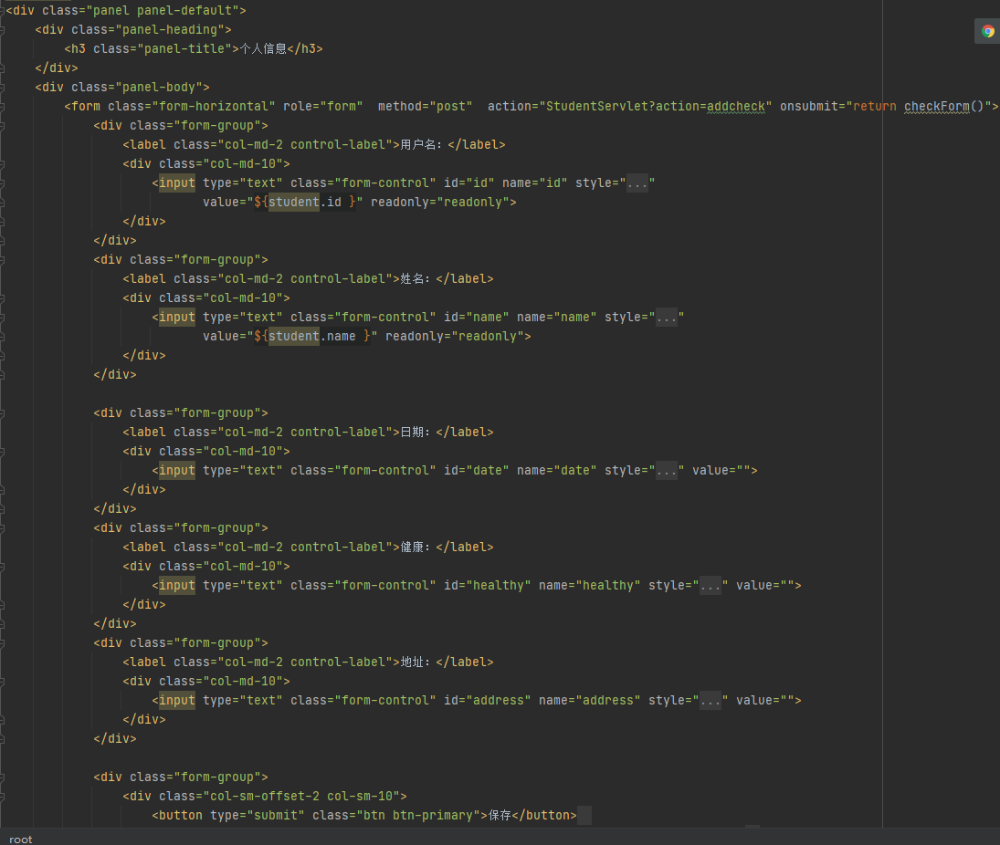 <div class="panel panel-default">
<div class="panel-heading">
<h3 class="panel-title">个人信息</h3>
</div>
<div class="panel-body">
<form class="form-horizontal" role="form"  method="post"  action="StudentServlet?action=addcheck" onsubmit="return checkForm()">
<div class="form-group">
<label class="col-md-2 control-label">用户名：</label>
<div class="col-md-10">
<input type="text" class="form-control" id="id" name="id" style="..."
value="${student.id }" readonly="readonly">
</div>
</div>
<div class="form-group">
<label class="col-md-2 control-label">姓名：</label>
<div class="col-md-10">
<input type="text" class="form-control" id="name" name="name" style="..."
value="${student.name }" readonly="readonly">
</div>
</div>
<div class="form-group">
<label class="col-md-2 control-label">日期：</label>
<div class="col-md-10">
<input type="text" class="form-control" id="date" name="date" style="..." value="">
</div>
</div>
<div class="form-group">
<label class="col-md-2 control-label">健康：</label>
<div class="col-md-10">
<input type="text" class="form-control" id="healthy" name="healthy" style="..." value="">
</div>
</div>
<div class="form-group">
<label class="col-md-2 control-label">地址：</label>
<div class="col-md-10">
<input type="text" class="form-control" id="address" name="address" style="..." value="">
</div>
</div>
<div class="form-group">
<div class="col-sm-offset-2 col-sm-10">
<button type="submit" class="btn btn-primary">保存</button>
root